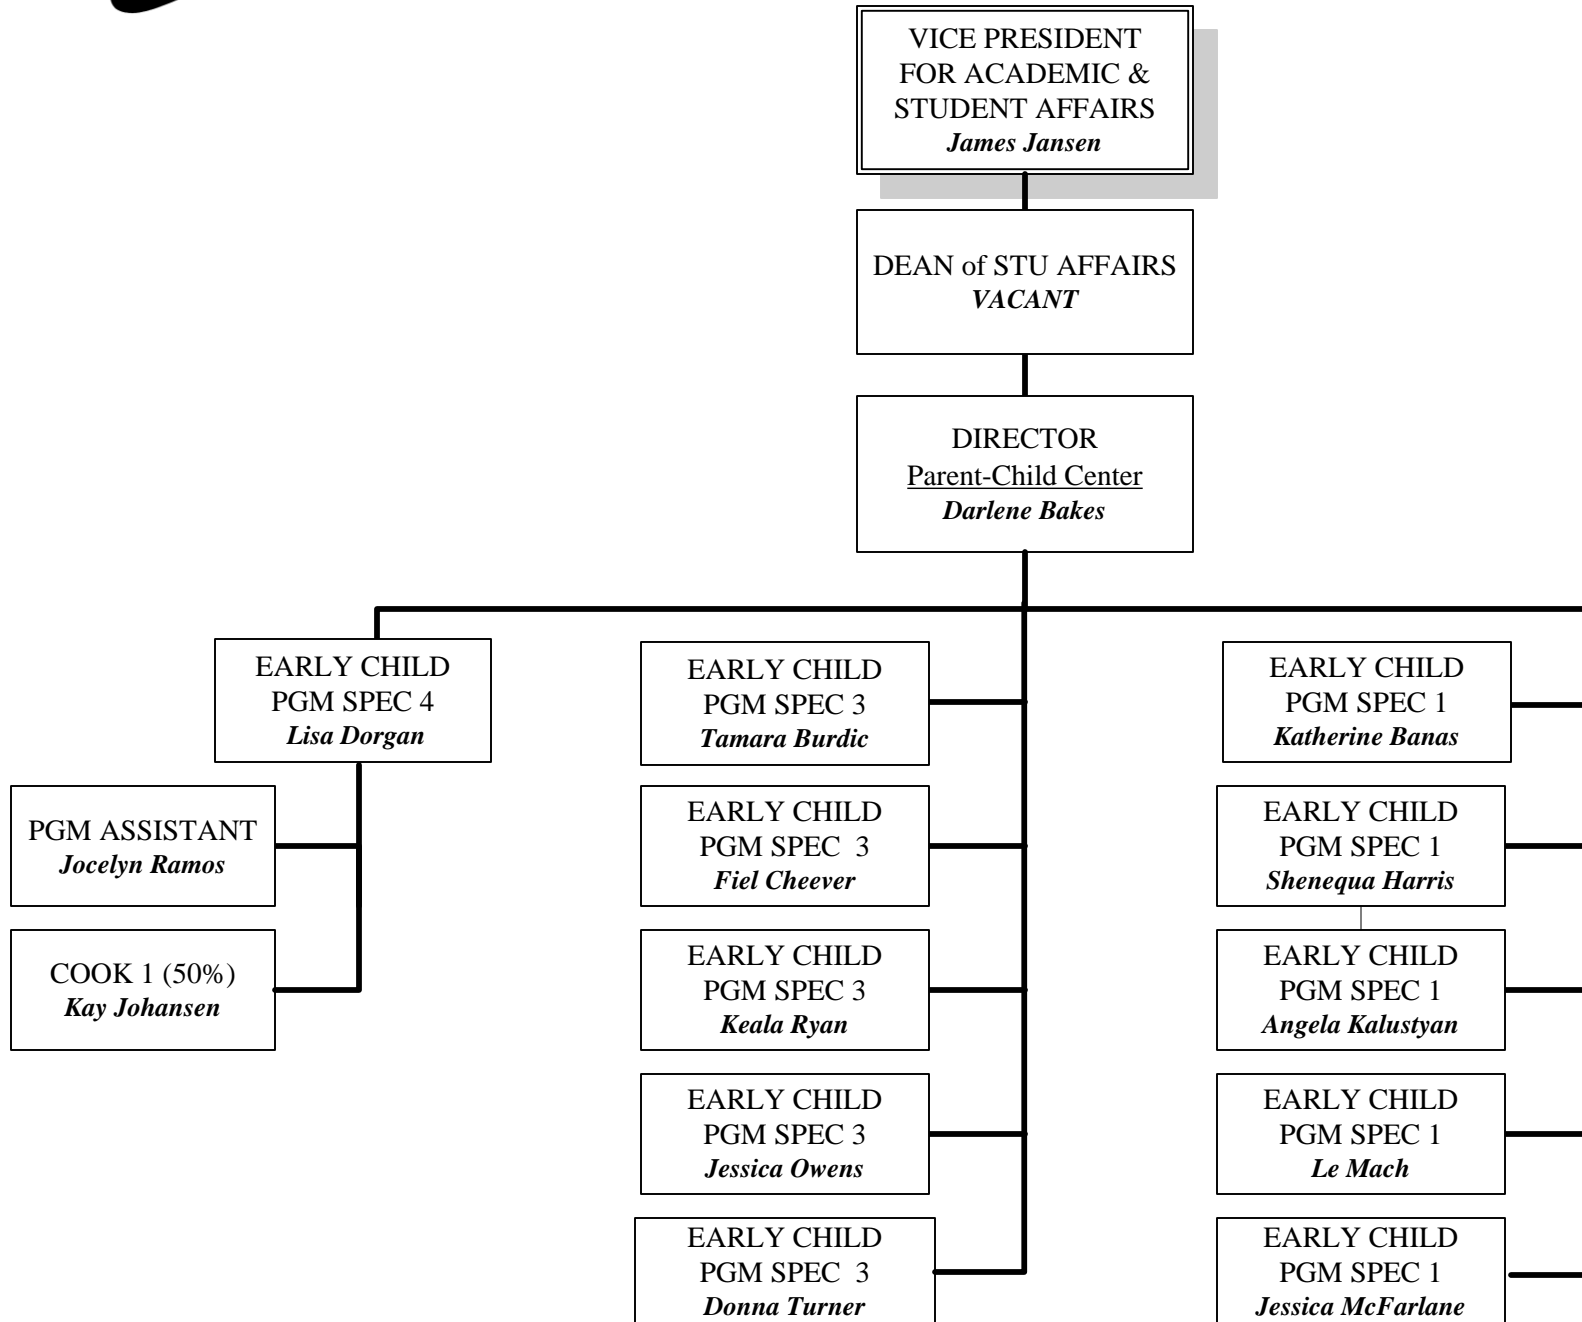 VICE PRESIDENT
FOR ACADEMIC &
STUDENT AFFAIRS
James Jansen
DEAN of STU AFFAIRS
VACANT
DIRECTOR
Parent-Child Center
Darlene Bakes
EARLY CHILD
PGM SPEC 4
Lisa Dorgan
PGM ASSISTANT
Jocelyn Ramos
COOK 1 (50%)
Kay Johansen
EARLY CHILD
PGM SPEC 3
Tamara Burdic
EARLY CHILD
PGM SPEC  3
Fiel Cheever
EARLY CHILD
PGM SPEC 3
Keala Ryan
EARLY CHILD
PGM SPEC 3
Jessica Owens
EARLY CHILD
PGM SPEC  3
Donna Turner
EARLY CHILD
PGM SPEC 1
Katherine Banas
EARLY CHILD
PGM SPEC 1
Shenequa Harris
EARLY CHILD
PGM SPEC 1
Angela Kalustyan
EARLY CHILD
PGM SPEC 1
Le Mach
EARLY CHILD
PGM SPEC 1
Jessica McFarlane